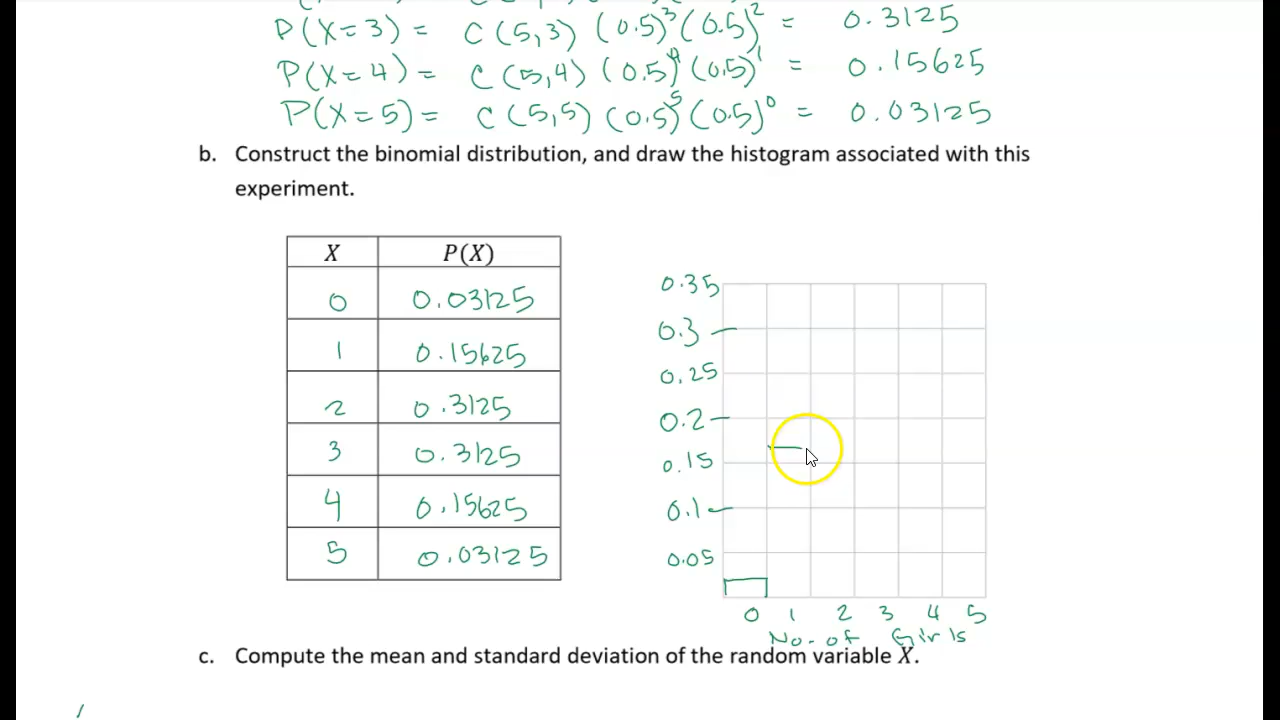 P(X=3) = C(5,3) (0.5)³(0.5)² = 0.3125
P(X=4) = C(5,4) (0.5)⁴(0.5)¹ = 0.15625
P(X=5) = C(5,5) (0.5)⁵(0.5)⁰ = 0.03125
b. Construct the binomial distribution, and draw the histogram associated with this
experiment.
X P(X)
0 0.03125
1 0.15625
2 0.3125
3 0.3125
4 0.15625
5 0.03125
0.35
0.3
0.25
0.2
0.15
0.1
0.05
0 1 2 3 4 5
No. of Girls
c. Compute the mean and standard deviation of the random variable X.